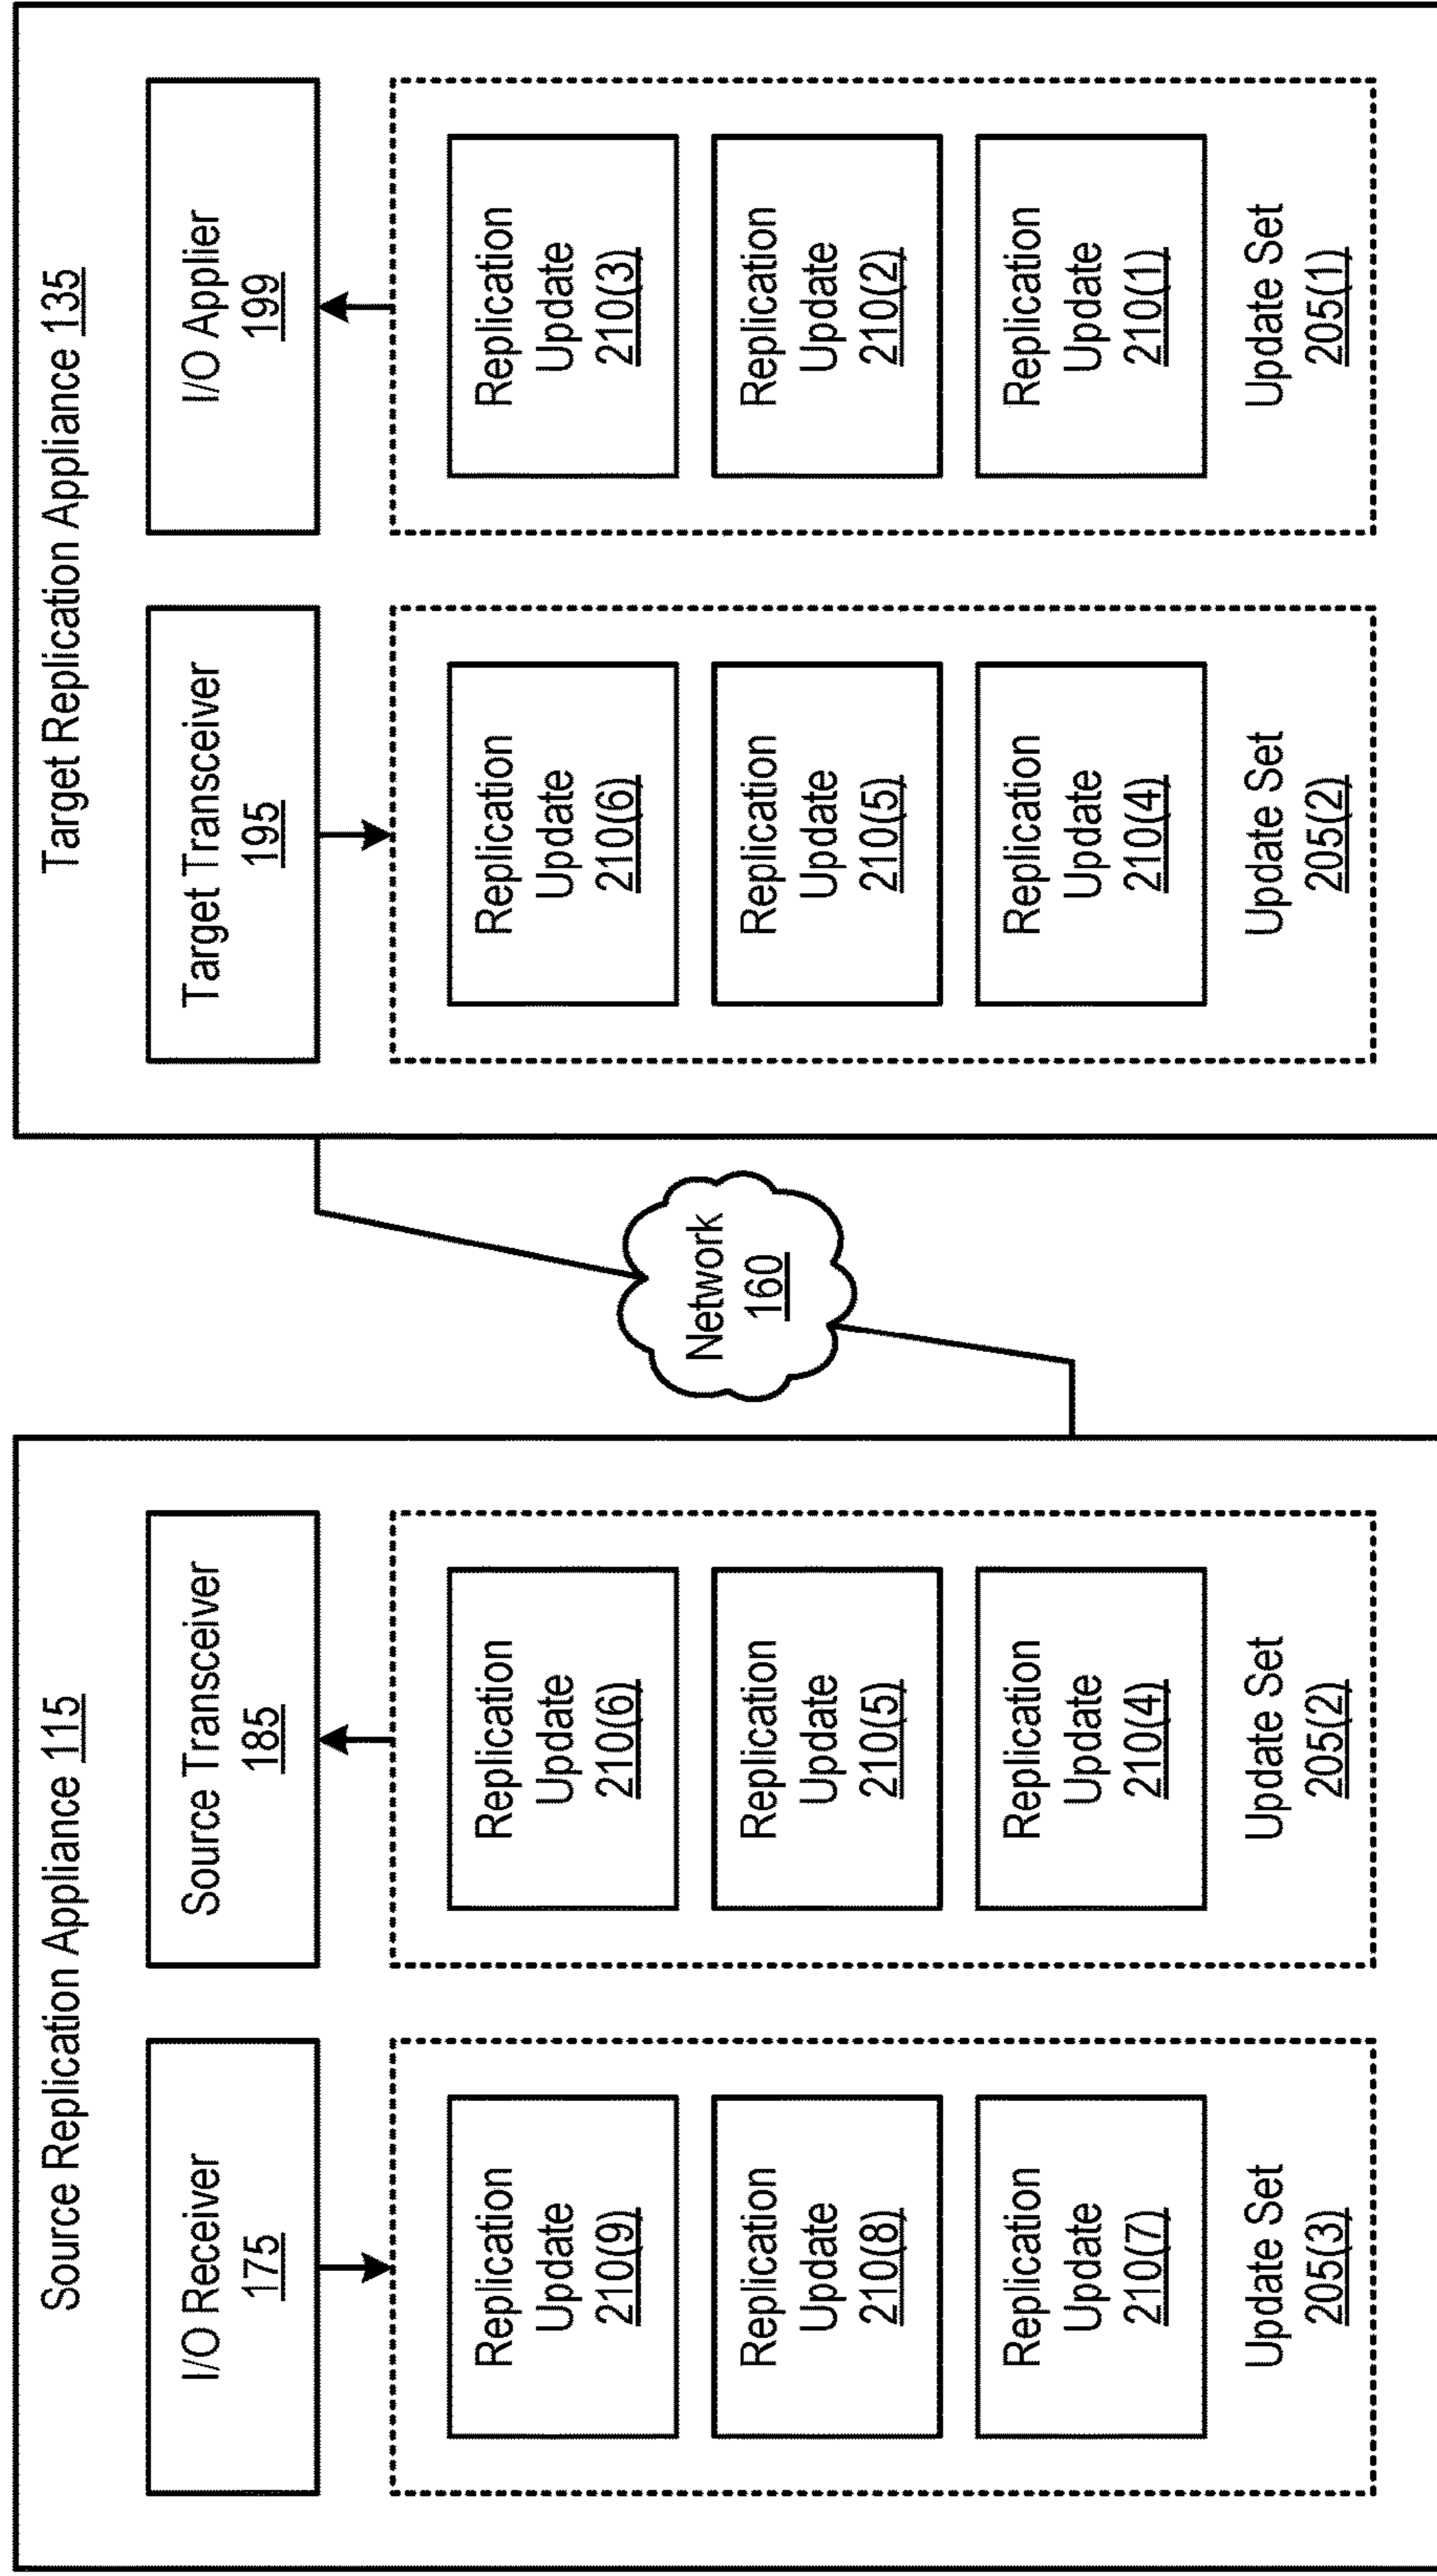 Source Replication Appliance 115
I/O Receiver
175
Replication
Update
210(9)
Replication
Update
210(8)
Replication
Update
210(7)
Update Set
205(3)
Source Transceiver
185
Replication
Update
210(6)
Replication
Update
210(5)
Replication
Update
210(4)
Update Set
205(2)
Network
160
Target Replication Appliance 135
Target Transceiver
195
Replication
Update
210(6)
Replication
Update
210(5)
Replication
Update
210(4)
Update Set
205(2)
I/O Applier
199
Replication
Update
210(3)
Replication
Update
210(2)
Replication
Update
210(1)
Update Set
205(1)